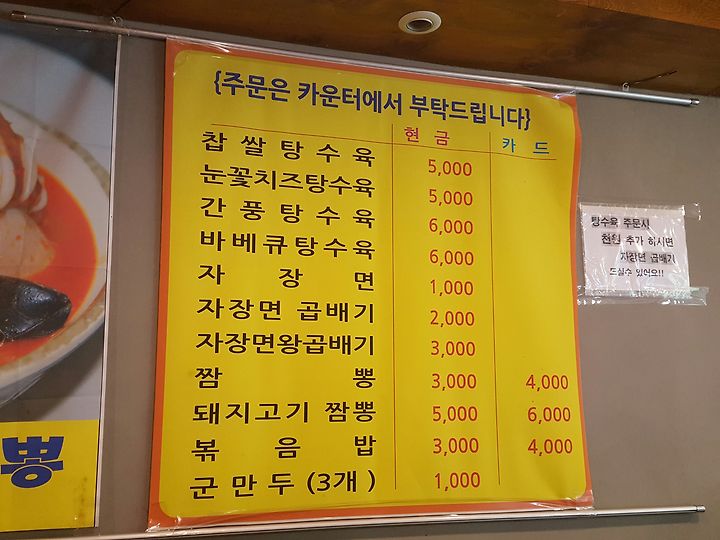 {주문은 카운터에서 부탁드립니다}
현금 카드
찹쌀탕수육 5,000
눈꽃치즈탕수육 5,000
간풍탕수육 6,000
바베큐탕수육 6,000
자장면 1,000
자장면 곱배기 2,000
자장면왕곱배기 3,000
짬뽕 3,000 4,000
돼지고기 짬뽕 5,000 6,000
볶음밥 3,000 4,000
군만두 (3개) 1,000
탕수육 주문시
천원 추가 하시면
자장면 곱배기
드실수 있어요!!
뽕